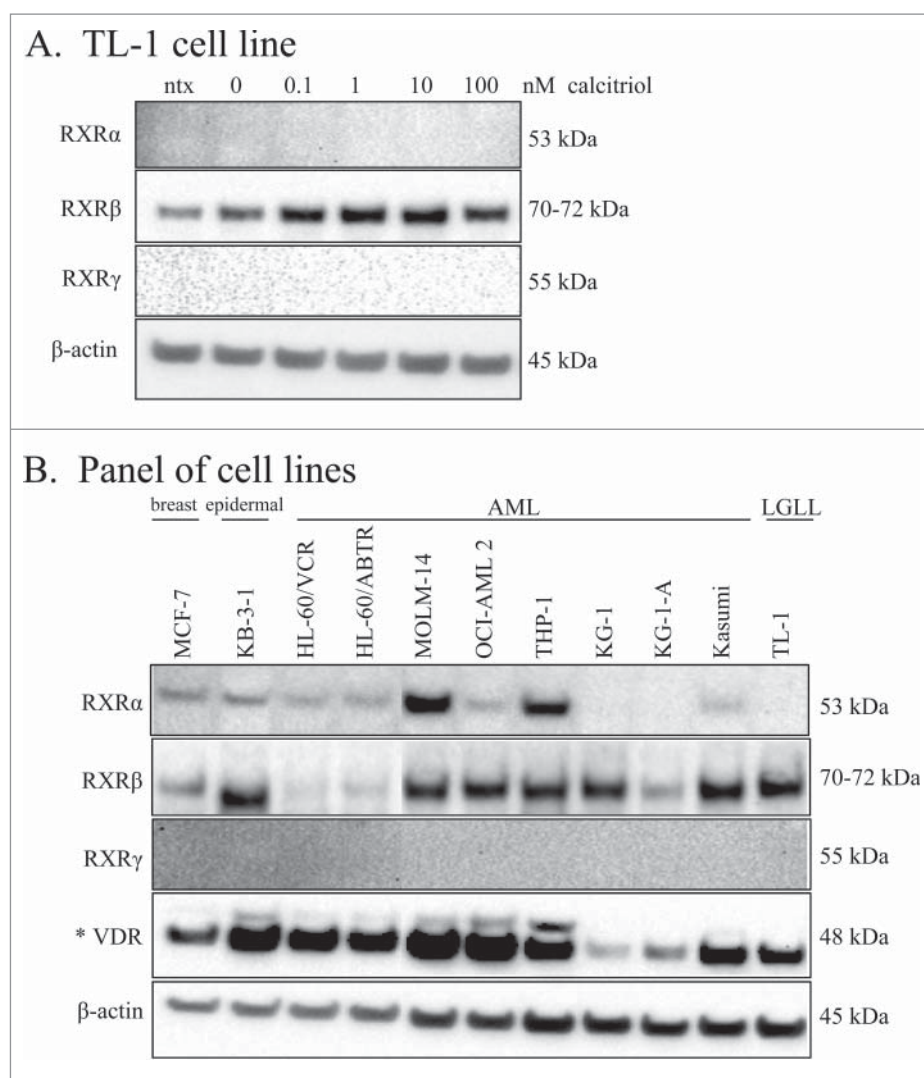 A. TL-1 cell line
ntx 0 0.1 1 10 100 nM calcitriol
RXRα 53 kDa
RXRβ 70-72 kDa
RXRγ 55 kDa
β-actin 45 kDa
B. Panel of cell lines
breast epidermal AML LGLL
MCF-7 KB-3-1 HL-60/VCR HL-60/ABTR MOLM-14 OCI-AML 2 THP-1 KG-1 KG-1-A Kasumi TL-1
RXRα 53 kDa
RXRβ 70-72 kDa
RXRγ 55 kDa
* VDR 48 kDa
β-actin 45 kDa